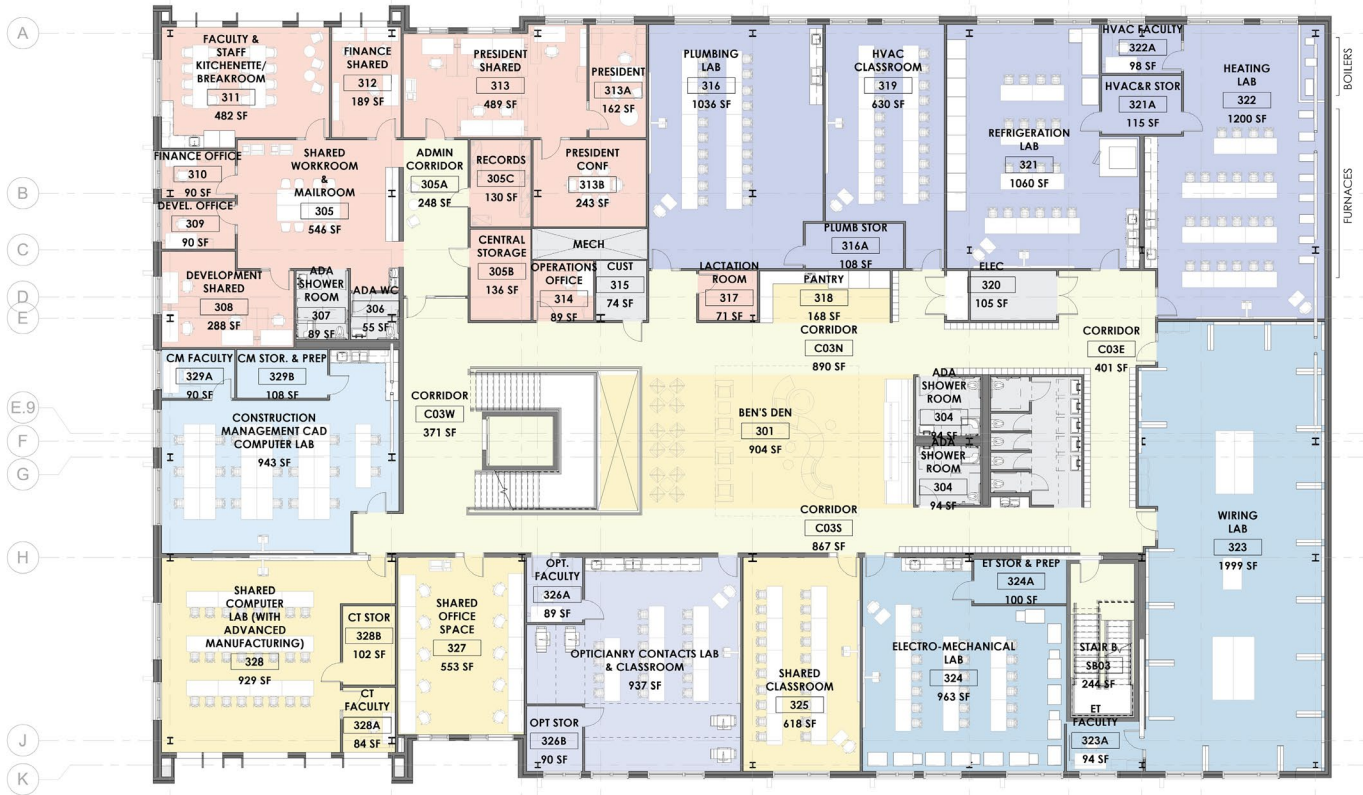 A
B
C
D
E
E.9
F
G
H
J
K
FACULTY &
STAFF
KITCHENETTE/
BREAKROOM
311
482 SF
FINANCE
SHARED
312
189 SF
PRESIDENT
SHARED
313
489 SF
PRESIDENT
313A
162 SF
PLUMBING
LAB
316
1036 SF
HVAC
CLASSROOM
319
630 SF
REFRIGERATION
LAB
321
1060 SF
HVAC FACULTY
322A
98 SF
HVAC&R STOR
321A
115 SF
HEATING
LAB
322
1200 SF
BOILERS
FURNACES
FINANCE OFFICE
310
90 SF
DEVEL. OFFICE
309
90 SF
SHARED
WORKROOM
&
MAILROOM
305
546 SF
ADMIN
CORRIDOR
305A
248 SF
RECORDS
305C
130 SF
PRESIDENT
CONF
313B
243 SF
CENTRAL
STORAGE
305B
136 SF
MECH
OPERATIONS
OFFICE
314
89 SF
CUST
315
74 SF
LACTATION
ROOM
317
71 SF
PANTRY
318
168 SF
PLUMB STOR
316A
108 SF
ELEC
320
105 SF
DEVELOPMENT
SHARED
308
288 SF
ADA
SHOWER
ROOM
307
89 SF
ADA WC
306
55 SF
CM FACULTY
329A
90 SF
CM STOR. & PREP
329B
108 SF
CONSTRUCTION
MANAGEMENT CAD
COMPUTER LAB
943 SF
CORRIDOR
C03W
371 SF
CORRIDOR
C03N
890 SF
CORRIDOR
C03E
401 SF
BEN'S DEN
301
904 SF
ADA
SHOWER
ROOM
304
94 SF
ADA
SHOWER
ROOM
304
94 SF
CORRIDOR
C03S
867 SF
WIRING
LAB
323
1999 SF
SHARED
COMPUTER
LAB (WITH
ADVANCED
MANUFACTURING)
328
929 SF
CT STOR
328B
102 SF
CT
FACULTY
328A
84 SF
SHARED
OFFICE
SPACE
327
553 SF
OPT.
FACULTY
326A
89 SF
OPTICIANRY CONTACTS LAB
& CLASSROOM
937 SF
OPT STOR
326B
90 SF
SHARED
CLASSROOM
325
618 SF
ELECTRO-MECHANICAL
LAB
324
963 SF
ET STOR & PREP
324A
100 SF
STAIR B
SB03
244 SF
ET
FACULTY
323A
94 SF